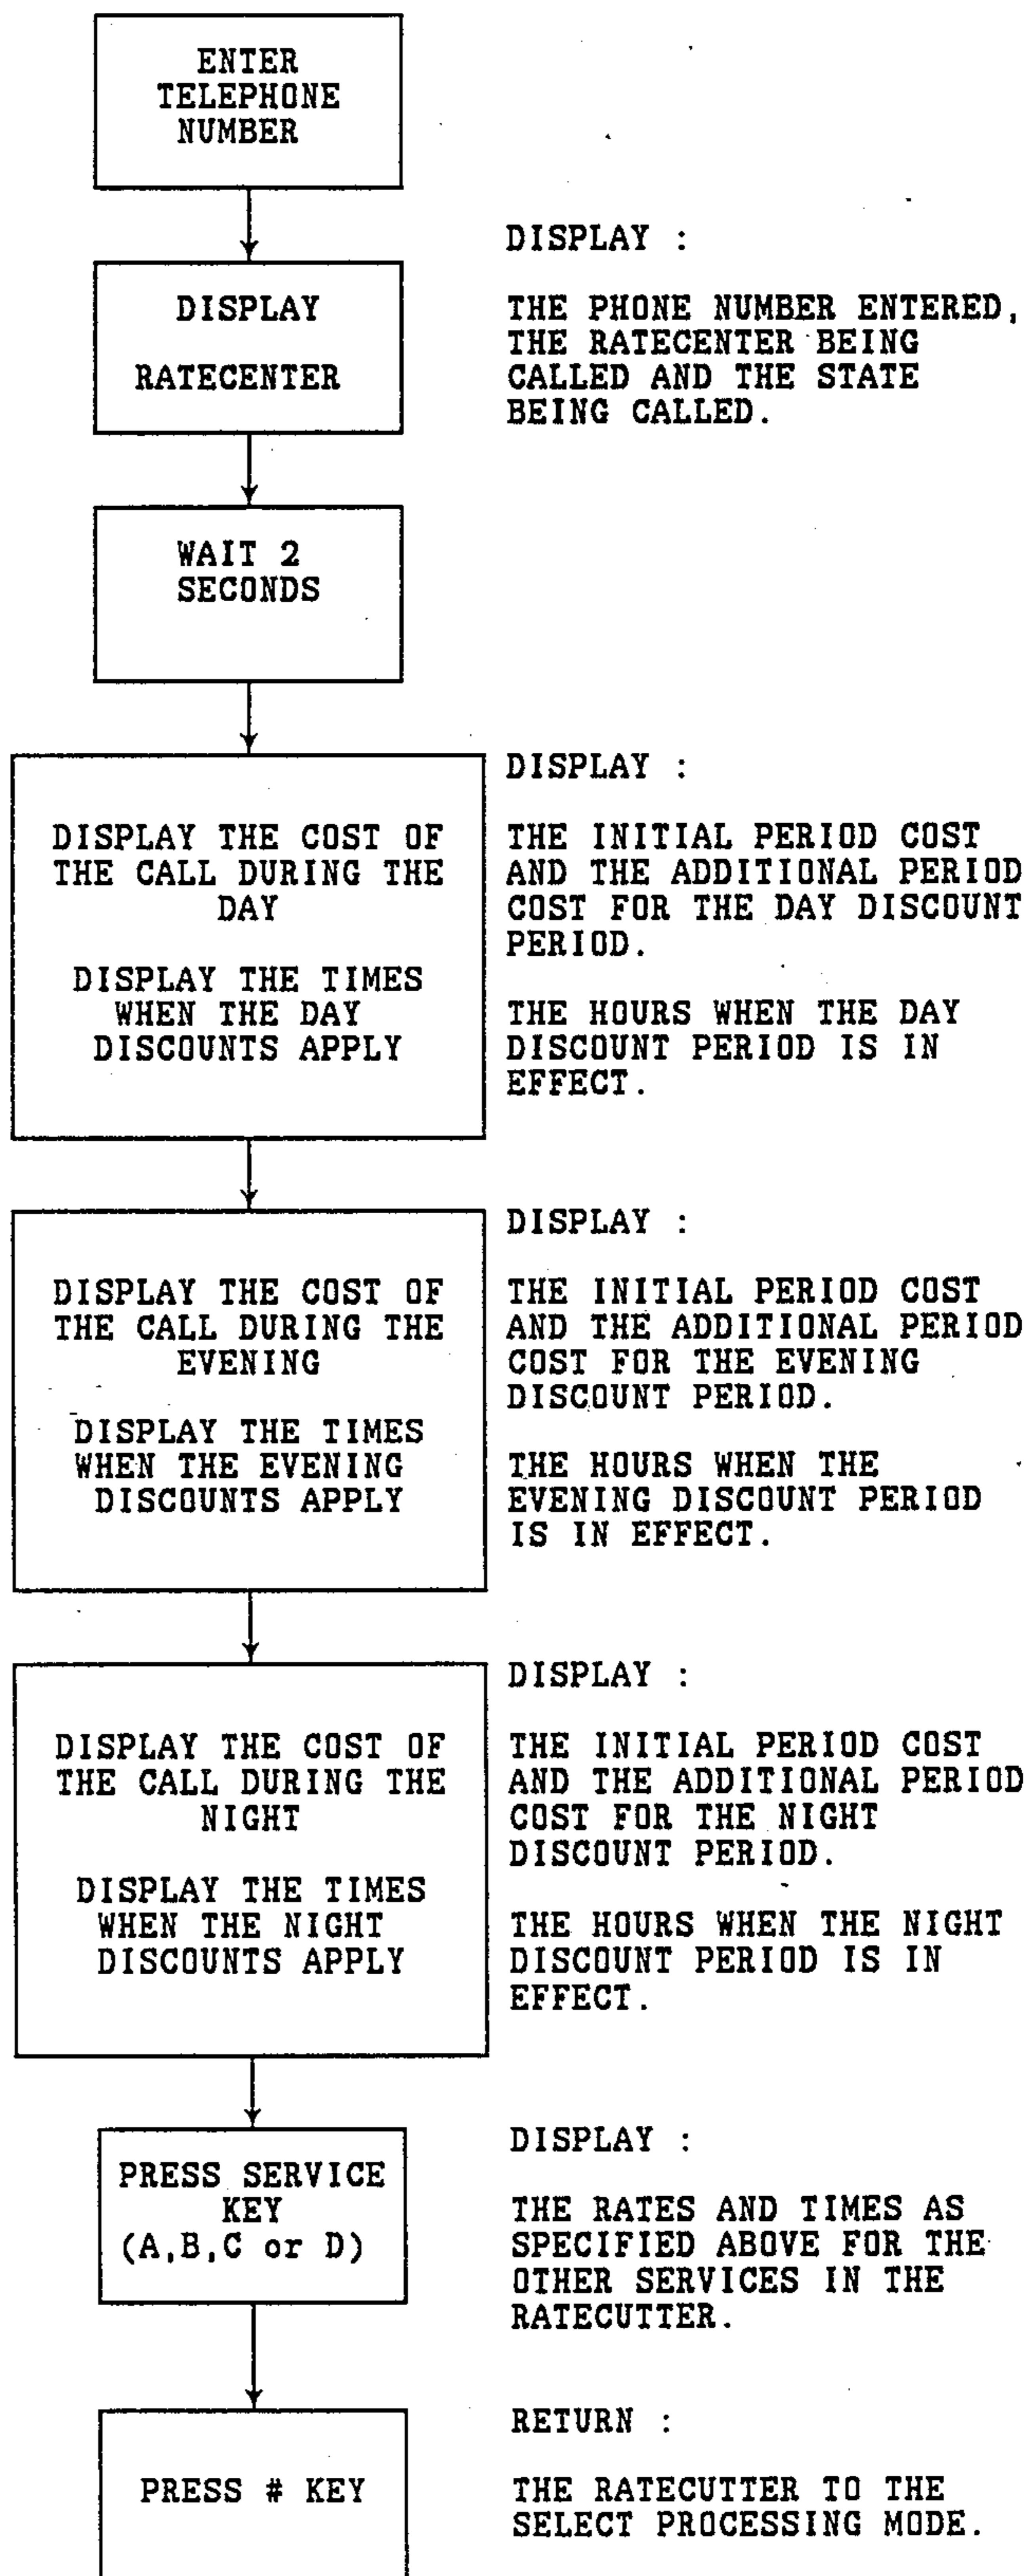 ENTER
TELEPHONE
NUMBER
DISPLAY :
DISPLAY
RATECENTER
THE PHONE NUMBER ENTERED,
THE RATECENTER BEING
CALLED AND THE STATE
BEING CALLED.
WAIT 2
SECONDS
DISPLAY THE COST OF
THE CALL DURING THE
DAY
DISPLAY THE TIMES
WHEN THE DAY
DISCOUNTS APPLY
DISPLAY :
THE INITIAL PERIOD COST
AND THE ADDITIONAL PERIOD
COST FOR THE DAY DISCOUNT
PERIOD.
THE HOURS WHEN THE DAY
DISCOUNT PERIOD IS IN
EFFECT.
DISPLAY THE COST OF
THE CALL DURING THE
EVENING
DISPLAY THE TIMES
WHEN THE EVENING
DISCOUNTS APPLY
DISPLAY :
THE INITIAL PERIOD COST
AND THE ADDITIONAL PERIOD
COST FOR THE EVENING
DISCOUNT PERIOD.
THE HOURS WHEN THE
EVENING DISCOUNT PERIOD
IS IN EFFECT.
DISPLAY THE COST OF
THE CALL DURING THE
NIGHT
DISPLAY THE TIMES
WHEN THE NIGHT
DISCOUNTS APPLY
DISPLAY :
THE INITIAL PERIOD COST
AND THE ADDITIONAL PERIOD
COST FOR THE NIGHT
DISCOUNT PERIOD.
THE HOURS WHEN THE NIGHT
DISCOUNT PERIOD IS IN
EFFECT.
PRESS SERVICE
KEY
(A,B,C or D)
DISPLAY :
THE RATES AND TIMES AS
SPECIFIED ABOVE FOR THE
OTHER SERVICES IN THE
RATECUTTER.
PRESS # KEY
RETURN :
THE RATECUTTER TO THE
SELECT PROCESSING MODE.